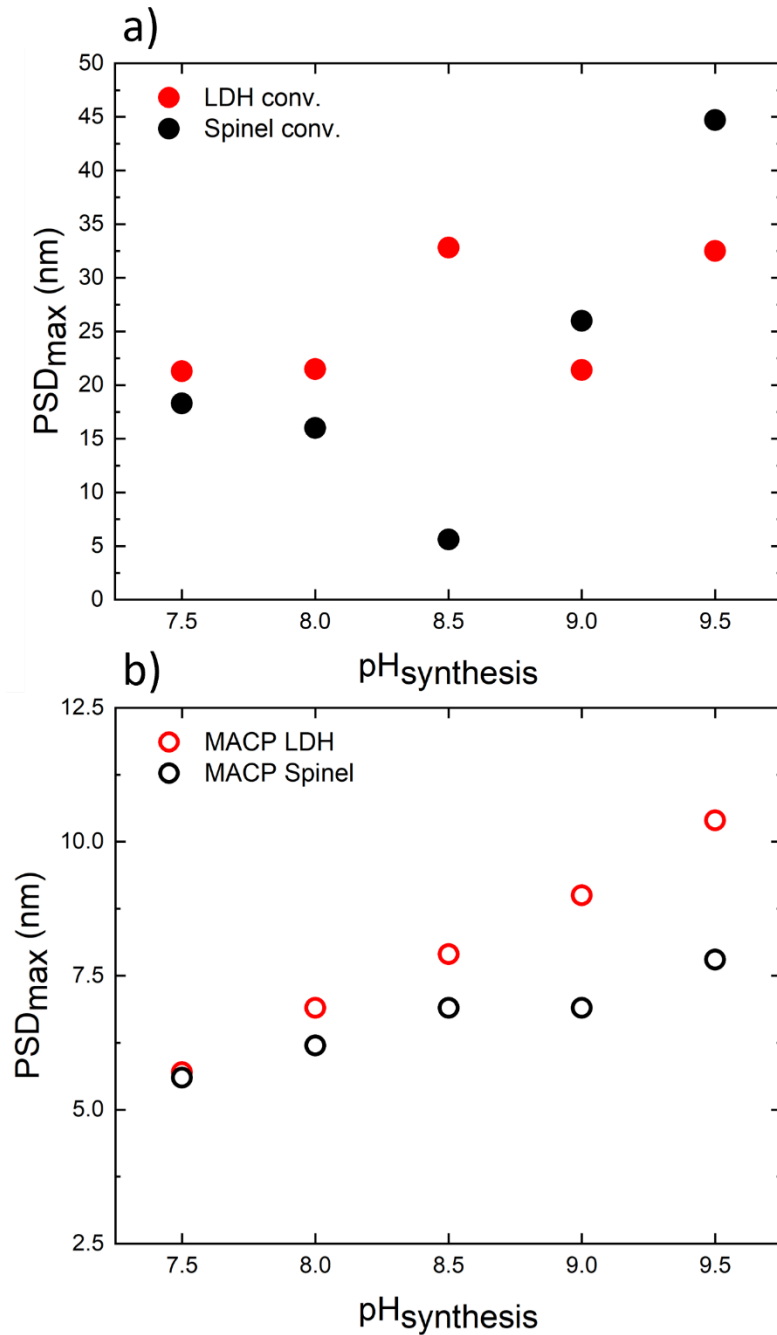 a)
50
45
40
35
30
25
20
15
10
5
0
PSDmax (nm)
LDH conv.
Spinel conv.
7.5 8.0 8.5 9.0 9.5
pHsynthesis
b)
12.5
10.0
7.5
5.0
2.5
PSDmax (nm)
MACP LDH
MACP Spinel
7.5 8.0 8.5 9.0 9.5
pHsynthesis